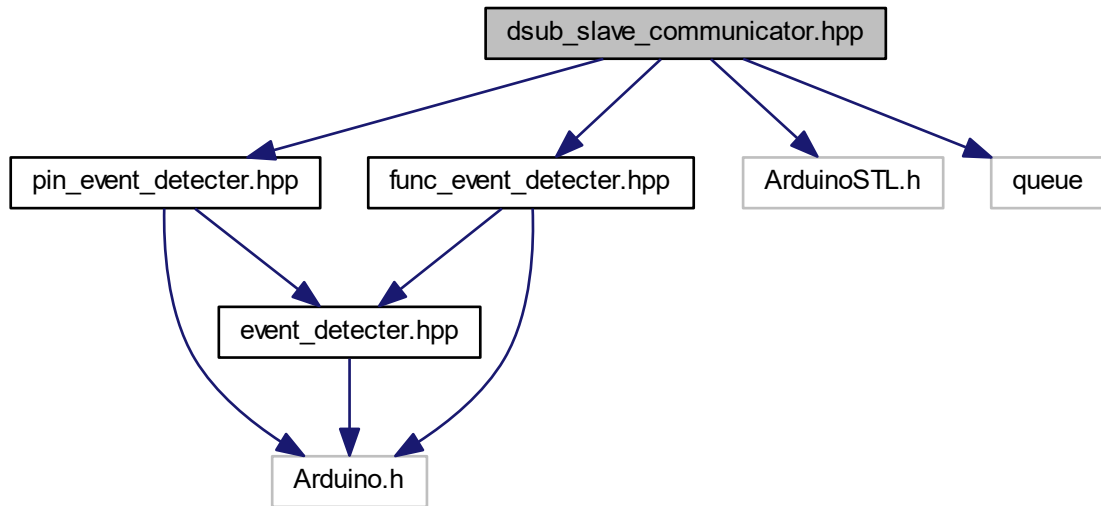 dsub_slave_communicator.hpp
pin_event_detecter.hpp
func_event_detecter.hpp
ArduinoSTL.h
queue
event_detecter.hpp
Arduino.h